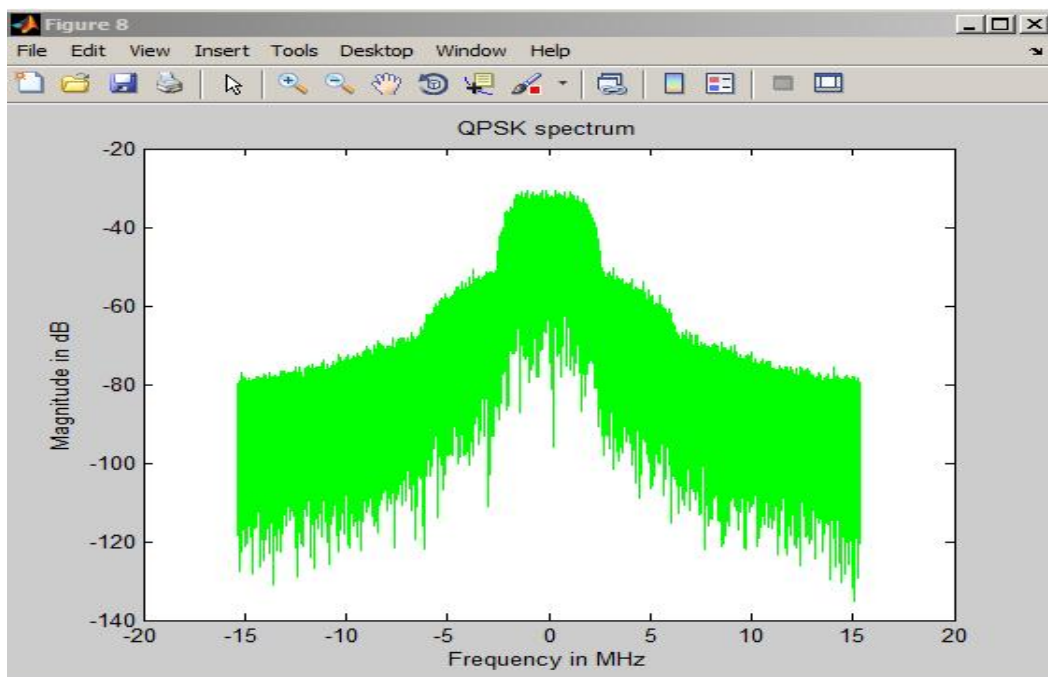 Figure 8
File Edit View Insert Tools Desktop Window Help
QPSK spectrum
-20
-40
-60
-80
-100
-120
-140
Magnitude in dB
-20 -15 -10 -5 0 5 10 15 20
Frequency in MHz